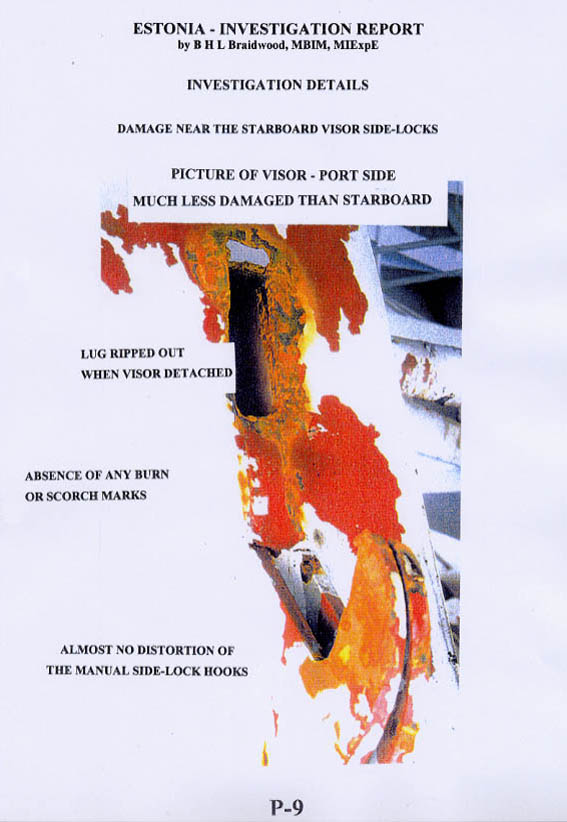 ESTONIA - INVESTIGATION REPORT
by B H L Braidwood, MBIM, MIExpE
INVESTIGATION DETAILS
DAMAGE NEAR THE STARBOARD VISOR SIDE-LOCKS
PICTURE OF VISOR - PORT SIDE
MUCH LESS DAMAGED THAN STARBOARD
LUG RIPPED OUT
WHEN VISOR DETACHED
ABSENCE OF ANY BURN
OR SCORCH MARKS
ALMOST NO DISTORTION OF
THE MANUAL SIDE-LOCK HOOKS
P-9